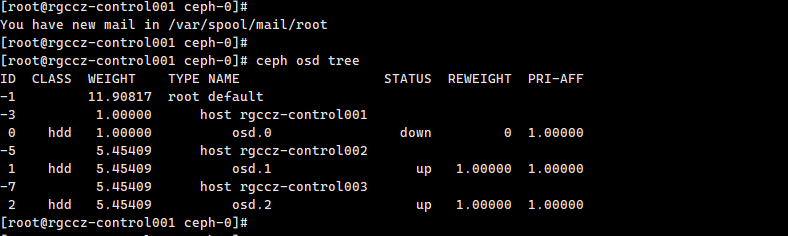 [root@rgccz-control001 ceph-0]#
You have new mail in /var/spool/mail/root
[root@rgccz-control001 ceph-0]#
[root@rgccz-control001 ceph-0]# ceph osd tree
ID  CLASS  WEIGHT    TYPE NAME                  STATUS  REWEIGHT  PRI-AFF
-1         11.90817  root default
-3          1.00000      host rgccz-control001
 0    hdd   1.00000          osd.0                down         0  1.00000
-5          5.45409      host rgccz-control002
 1    hdd   5.45409          osd.1                  up   1.00000  1.00000
-7          5.45409      host rgccz-control003
 2    hdd   5.45409          osd.2                  up   1.00000  1.00000
[root@rgccz-control001 ceph-0]#